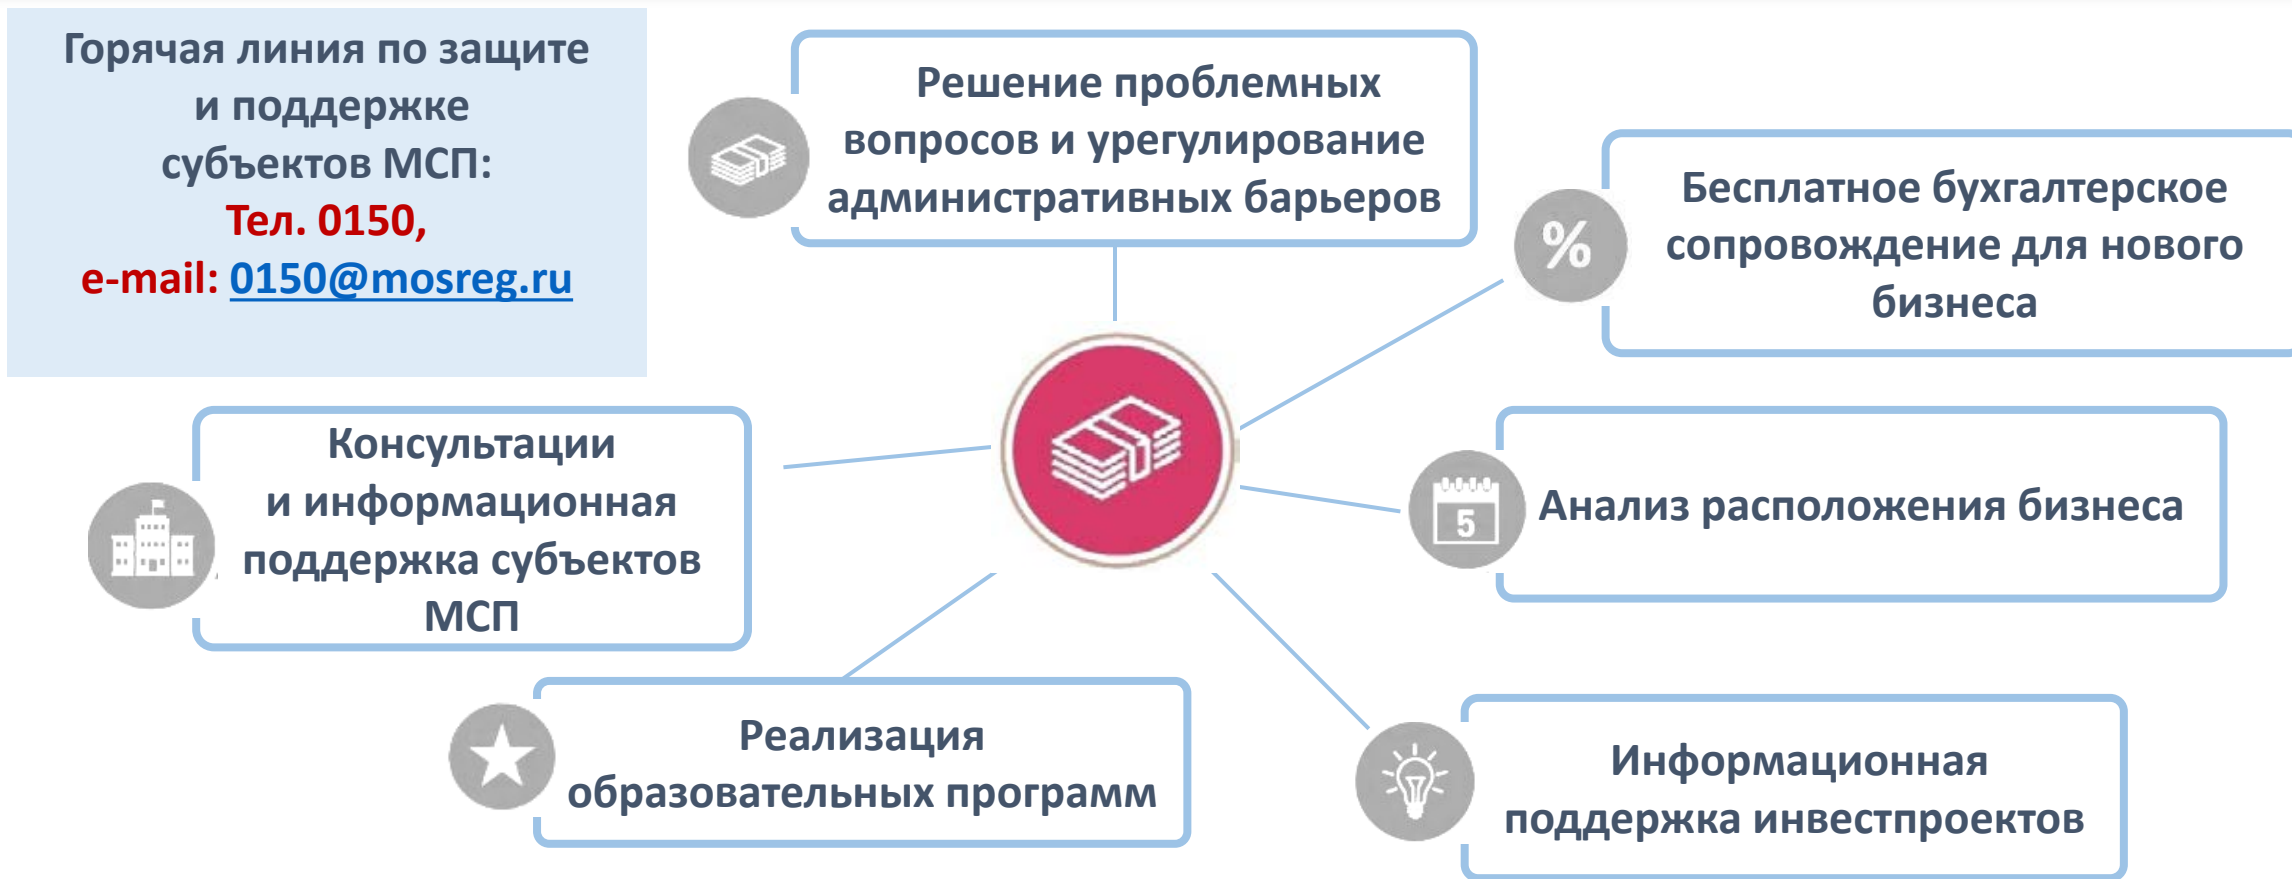 Горячая линия по защите
и поддержке
субъектов МСП:
Тел. 0150,
e-mail: 0150@mosreg.ru
Решение проблемных
вопросов и урегулирование
административных барьеров
%
Бесплатное бухгалтерское
сопровождение для нового
бизнеса
Консультации
и информационная
поддержка субъектов
МСП
5
Анализ расположения бизнеса
Реализация
образовательных программ
Информационная
поддержка инвестпроектов